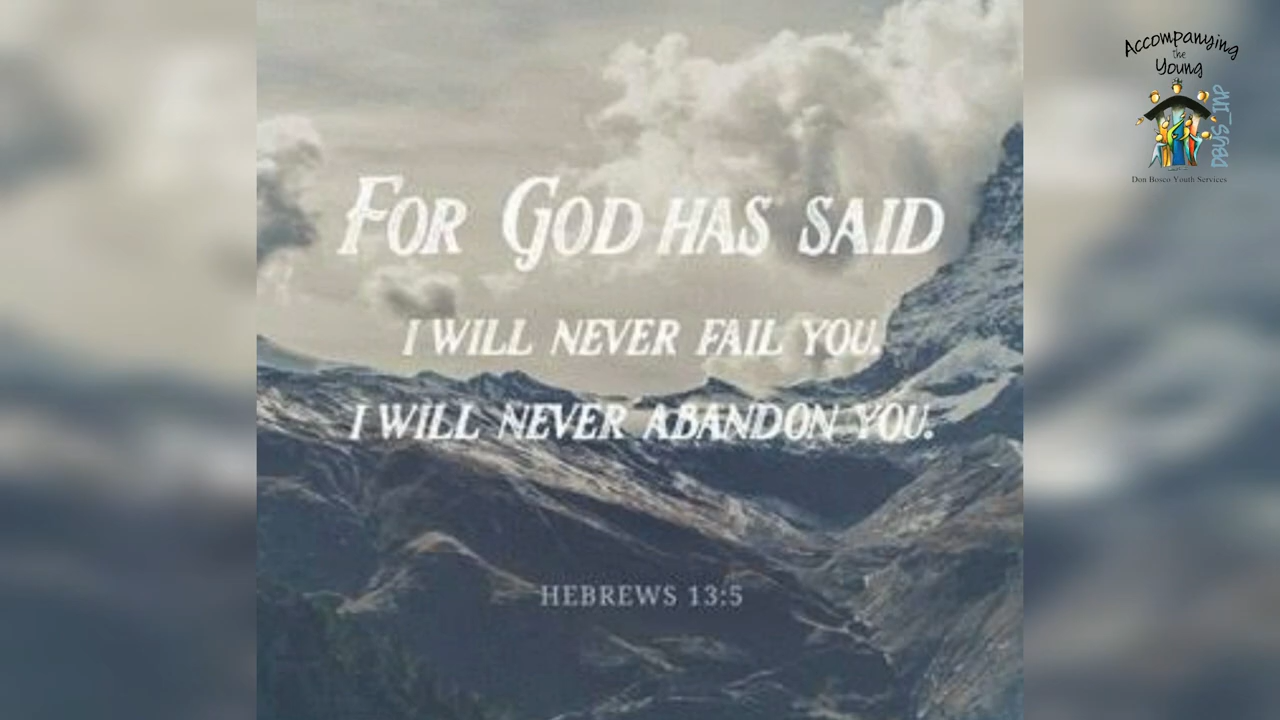 Accompanying
the
Young
DBYS_INP
Don Bosco Youth Services
FOR GOD HAS SAID
I WILL NEVER FAIL YOU.
I WILL NEVER ABANDON YOU.
HEBREWS 13:5